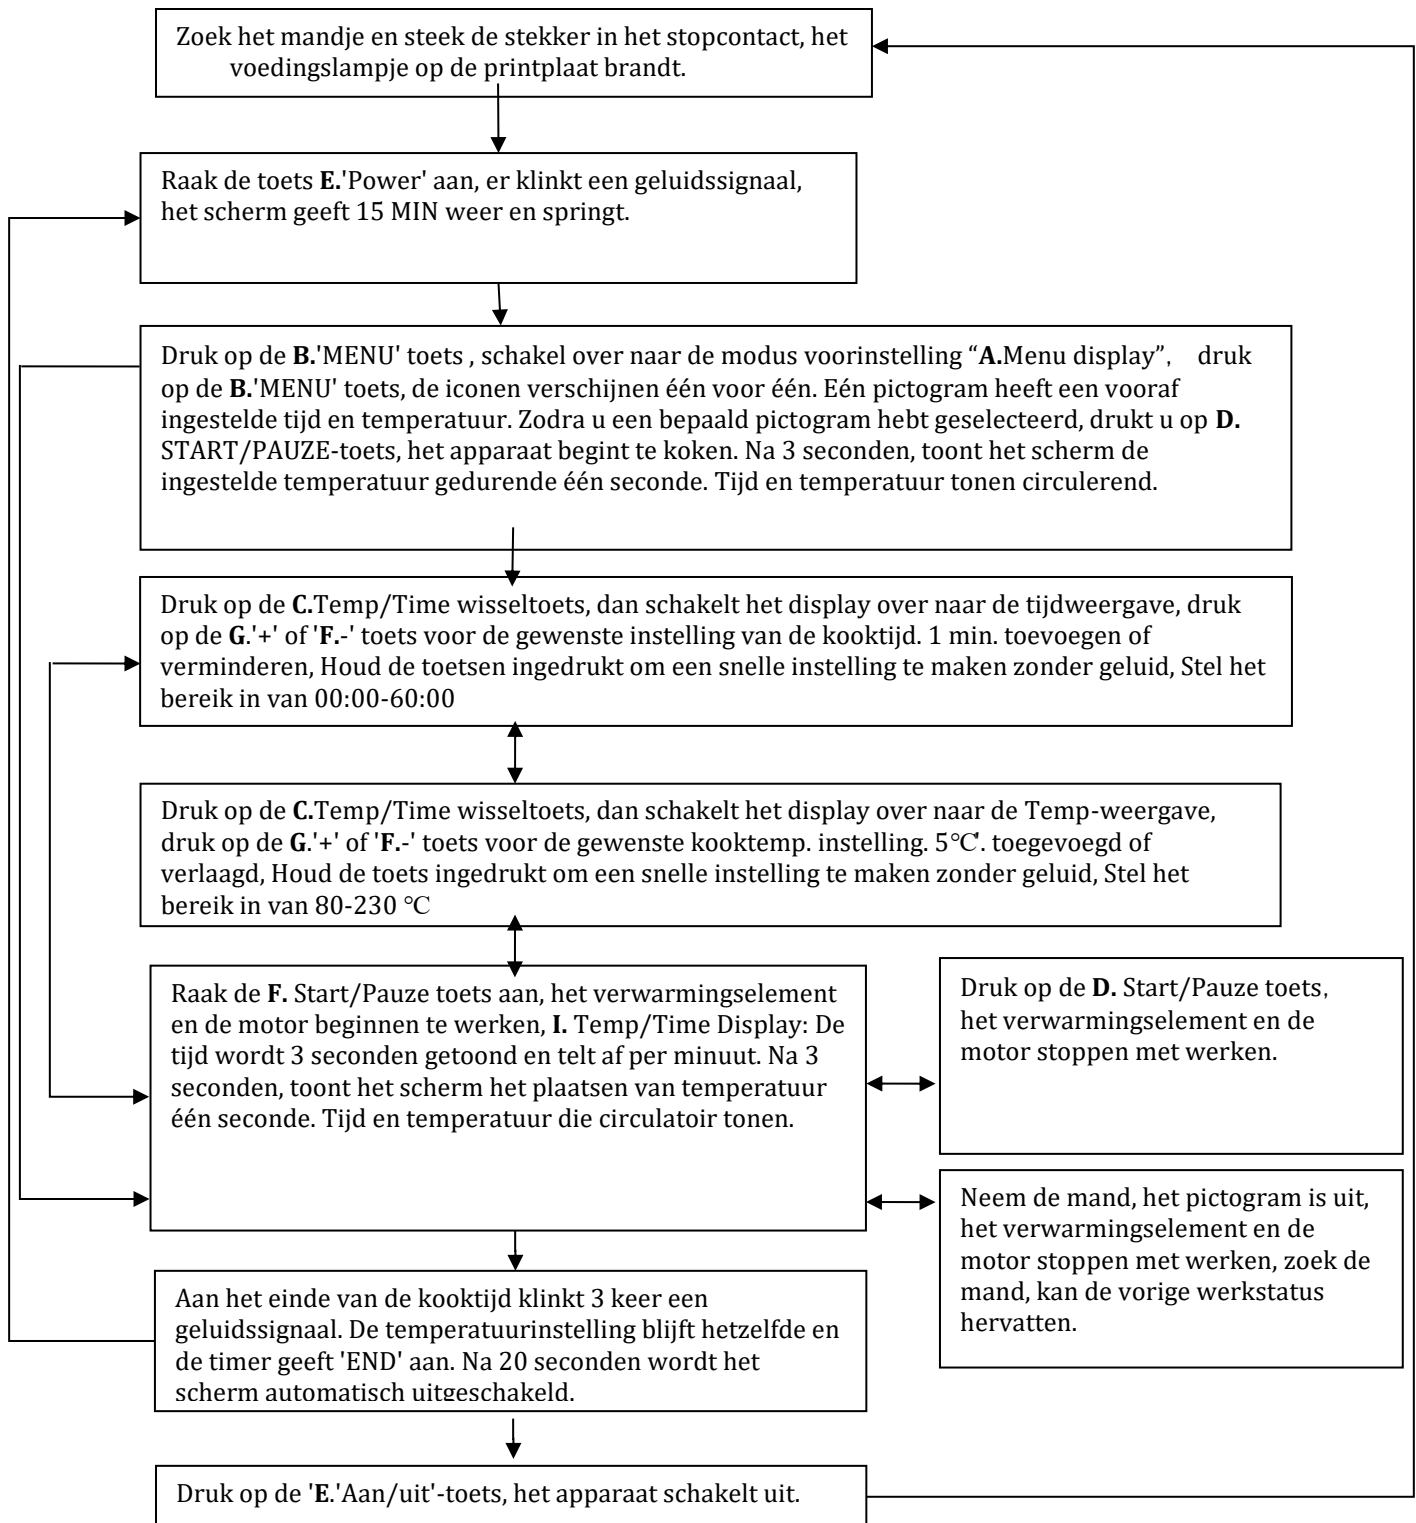 Zoek het mandje en steek de stekker in het stopcontact, het
voedingslampje op de printplaat brandt.
Raak de toets E.'Power' aan, er klinkt een geluidssignaal,
het scherm geeft 15 MIN weer en springt.
Druk op de B.'MENU' toets , schakel over naar de modus voorinstelling “A.Menu display”, druk
op de B.'MENU' toets, de iconen verschijnen één voor één. Eén pictogram heeft een vooraf
ingestelde tijd en temperatuur. Zodra u een bepaald pictogram hebt geselecteerd, drukt u op D.
START/PAUZE-toets, het apparaat begint te koken. Na 3 seconden, toont het scherm de
ingestelde temperatuur gedurende één seconde. Tijd en temperatuur tonen circulerend.
Druk op de C.Temp/Time wisseltoets, dan schakelt het display over naar de tijdweergave, druk
op de G.'+' of 'F.-' toets voor de gewenste instelling van de kooktijd. 1 min. toevoegen of
verminderen, Houd de toetsen ingedrukt om een snelle instelling te maken zonder geluid, Stel het
bereik in van 00:00-60:00
Druk op de C.Temp/Time wisseltoets, dan schakelt het display over naar de Temp-weergave,
druk op de G.'+' of 'F.-' toets voor de gewenste kooktemp. instelling. 5℃'. toegevoegd of
verlaagd, Houd de toets ingedrukt om een snelle instelling te maken zonder geluid, Stel het
bereik in van 80-230 ℃
Raak de F. Start/Pauze toets aan, het verwarmingselement
en de motor beginnen te werken, I. Temp/Time Display: De
tijd wordt 3 seconden getoond en telt af per minuut. Na 3
seconden, toont het scherm het plaatsen van temperatuur
één seconde. Tijd en temperatuur die circulatoir tonen.
Druk op de D. Start/Pauze toets,
het verwarmingselement en de
motor stoppen met werken.
Neem de mand, het pictogram is uit,
het verwarmingselement en de
motor stoppen met werken, zoek de
mand, kan de vorige werkstatus
hervatten.
Aan het einde van de kooktijd klinkt 3 keer een
geluidssignaal. De temperatuurinstelling blijft hetzelfde en
de timer geeft 'END' aan. Na 20 seconden wordt het
scherm automatisch uitgeschakeld.
Druk op de 'E.'Aan/uit'-toets, het apparaat schakelt uit.